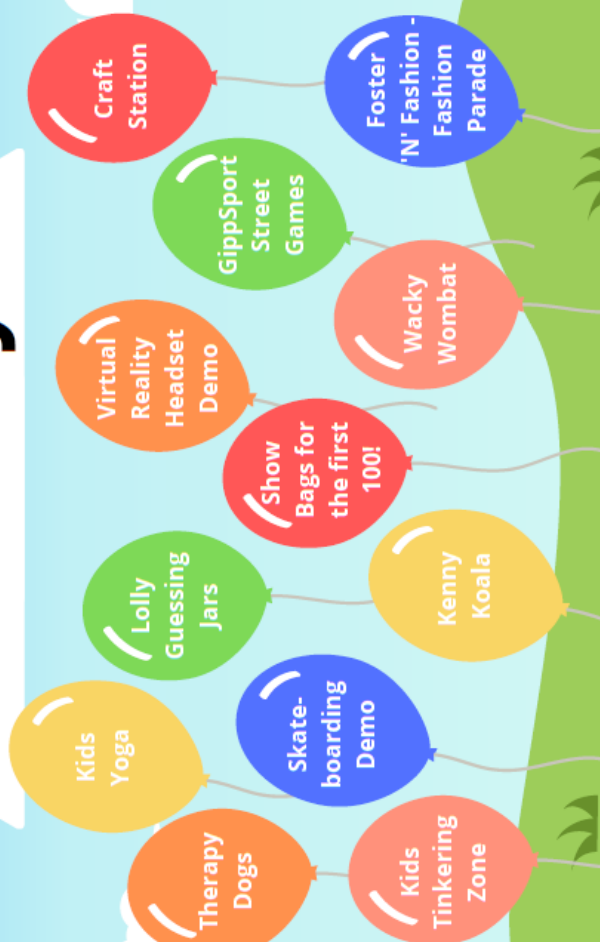 Therapy
Dogs
Kids
Yoga
Lolly
Guessing
Jars
Virtual
Reality
Headset
Demo
GippSport
Street
Games
Craft
Station
Kids
Tinkering
Zone
Skate-
boarding
Demo
Kenny
Koala
Show
Bags for
the first
100!
Wacky
Wombat
Foster
'N' Fashion -
Fashion
Parade